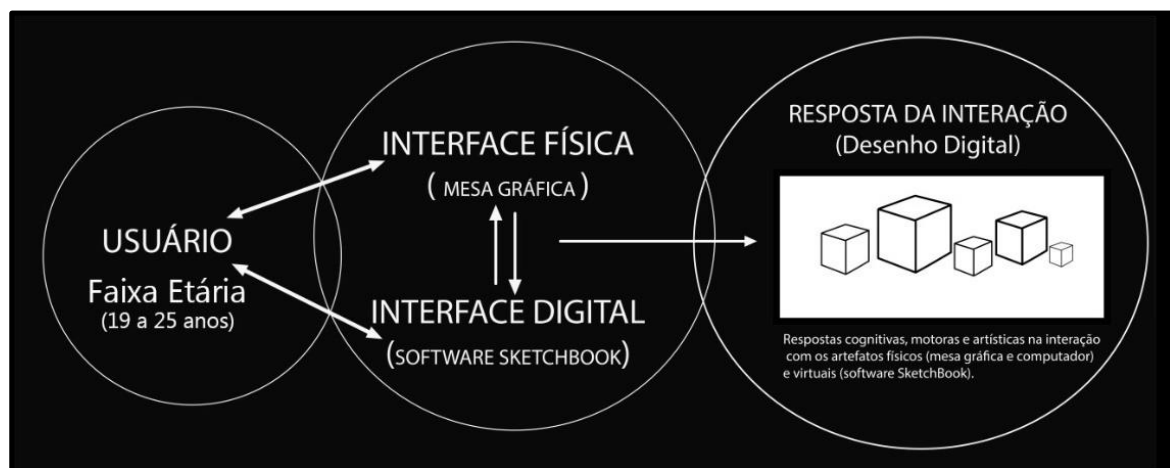 USUÁRIO
Faixa Etária
(19 a 25 anos)
INTERFACE FÍSICA
( MESA GRÁFICA )
INTERFACE DIGITAL
(SOFTWARE SKETCHBOOK)
RESPOSTA DA INTERAÇÃO
(Desenho Digital)
Respostas cognitivas, motoras e artísticas na interação
com os artefatos físicos (mesa gráfica e computador)
e virtuais (software SketchBook).